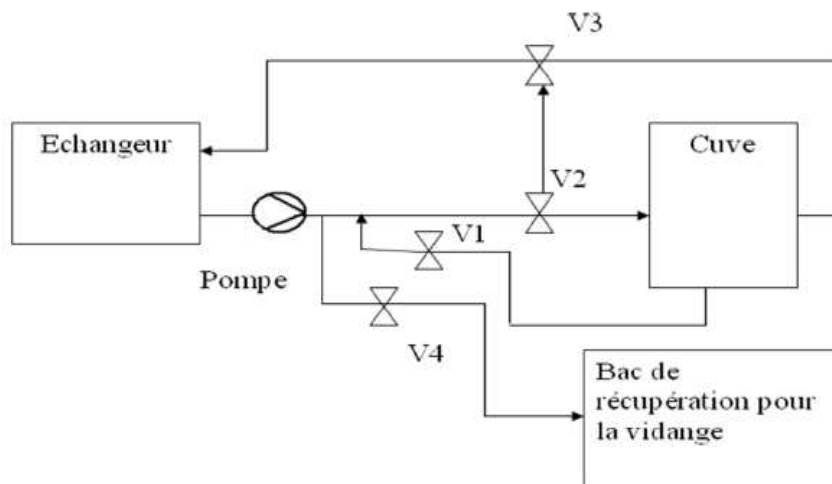 V3
Echangeur
Cuve
V2
V1
Pompe
V4
Bac de
récupération pour
la vidange